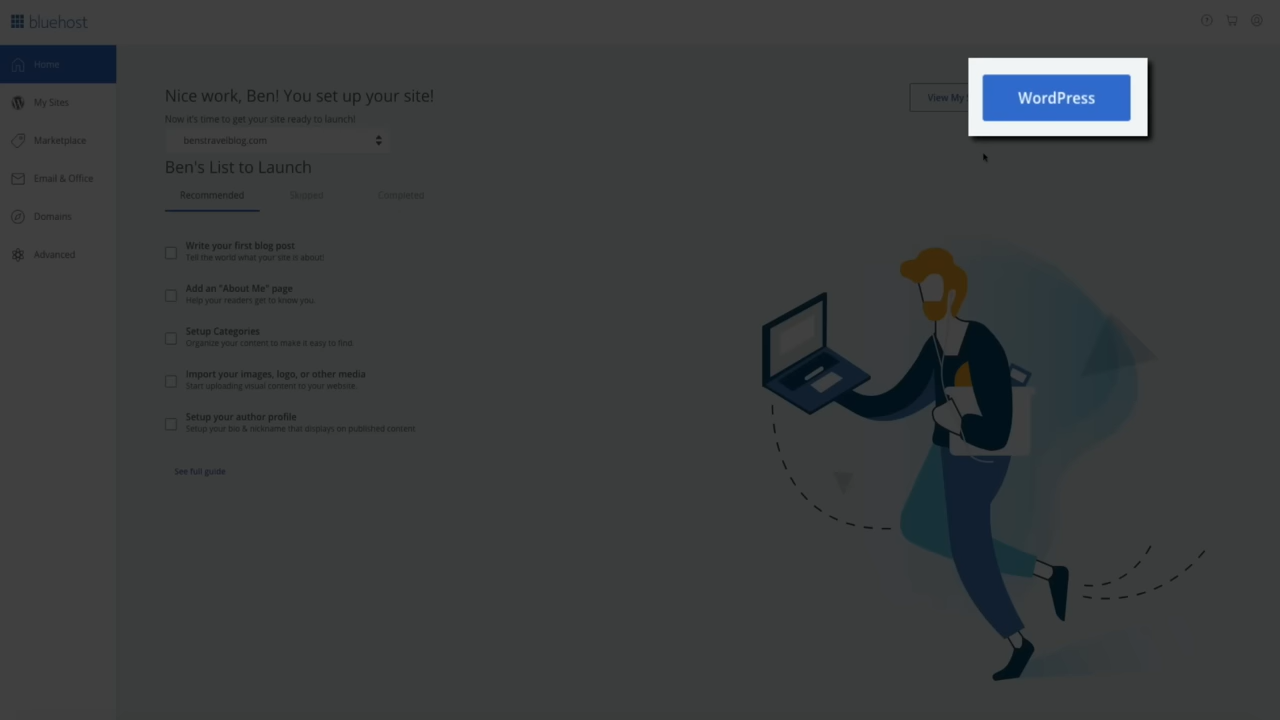 bluehost
Home
My Sites
Marketplace
Email & Office
Domains
Advanced
Nice work, Ben! You set up your site!
Now it's time to get your site ready to launch!
benstravelblog.com
View My
WordPress
Ben's List to Launch
Recommended Skipped Completed
Write your first blog post
Tell the world what your site is about!
Add an "About Me" page
Help your readers get to know you.
Setup Categories
Organize your content to make it easy to find.
Import your images, logo, or other media
Start uploading visual content to your website.
Setup your author profile
Setup your bio & nickname that displays on published content
See full guide